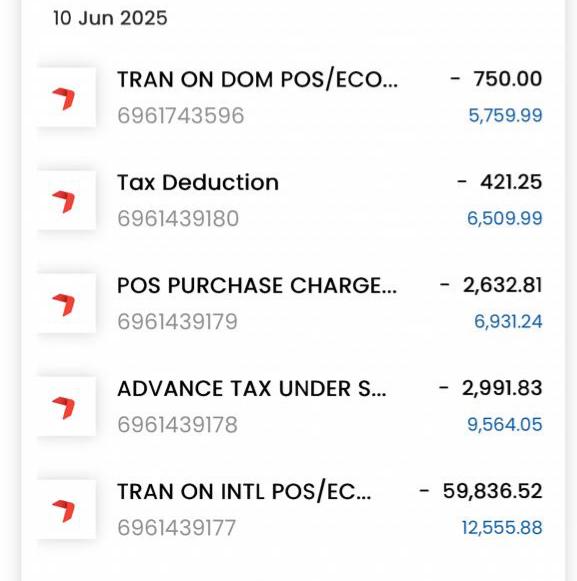 10 Jun 2025
TRAN ON DOM POS/ECO... - 750.00
6961743596 5,759.99
Tax Deduction - 421.25
6961439180 6,509.99
POS PURCHASE CHARGE... - 2,632.81
6961439179 6,931.24
ADVANCE TAX UNDER S... - 2,991.83
6961439178 9,564.05
TRAN ON INTL POS/EC... - 59,836.52
6961439177 12,555.88